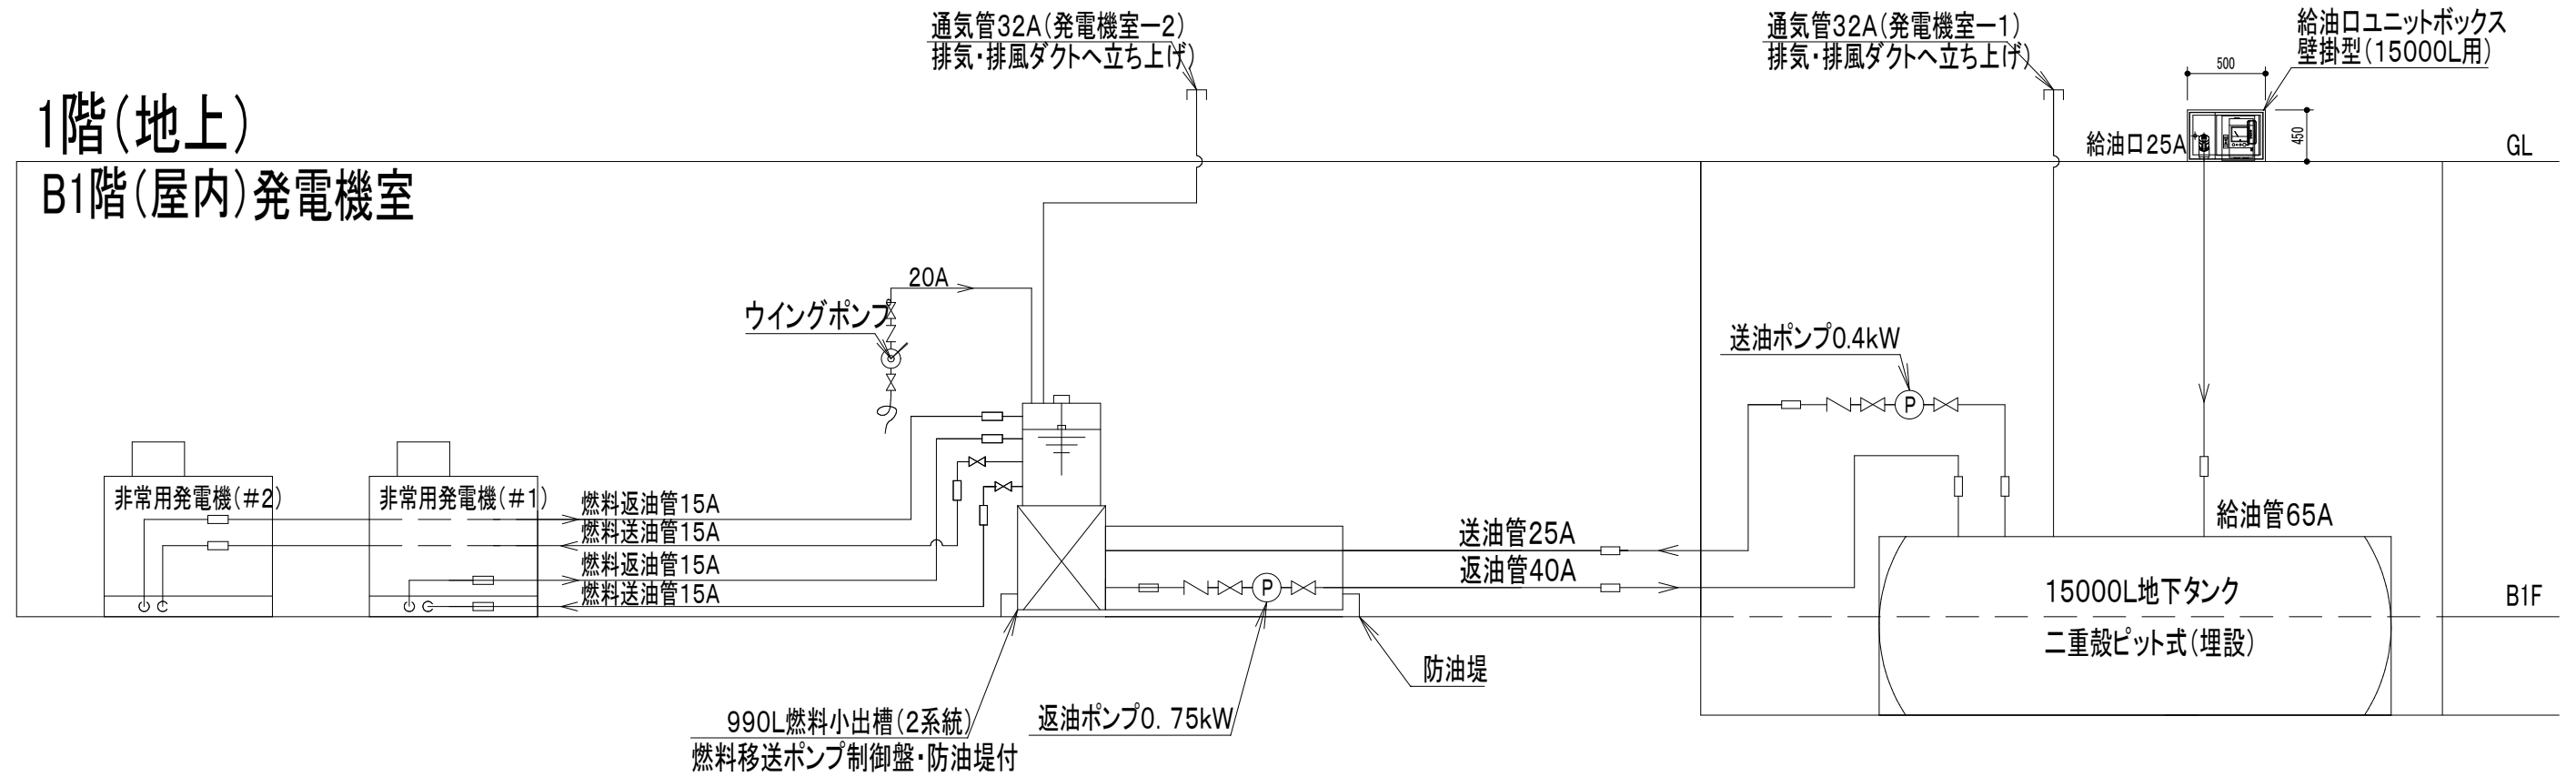 通気管32A(発電機室ー2)
排気・排風ダクトへ立ち上げ)
通気管32A(発電機室ー1)
排気・排風ダクトへ立ち上げ)
給油口ユニットボックス
壁掛型(15000L用)
500
450
1階(地上)
給油口25A
GL
B1階(屋内)発電機室
20A
ウイングポンプ
送油ポンプ0.4kW
非常用発電機(#2)
非常用発電機(#1)
燃料返油管15A
燃料送油管15A
燃料返油管15A
燃料送油管15A
P
送油管25A
返油管40A
P
給油管65A
15000L地下タンク
二重殻ピット式(埋設)
B1F
防油堤
990L燃料小出槽(2系統)
燃料移送ポンプ制御盤・防油堤付
返油ポンプ0.75kW